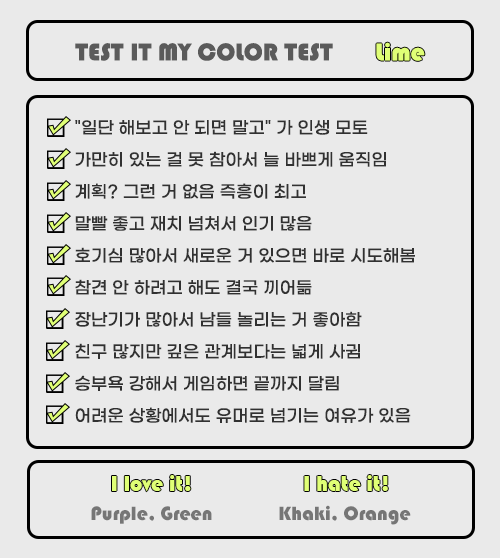 TEST IT MY COLOR TEST Lime
"일단 해보고 안 되면 말고" 가 인생 모토
가만히 있는 걸 못 참아서 늘 바쁘게 움직임
계획? 그런 거 없음 즉흥이 최고
말빨 좋고 재치 넘쳐서 인기 많음
호기심 많아서 새로운 거 있으면 바로 시도해봄
참견 안 하려고 해도 결국 끼어듦
장난기가 많아서 남들 놀리는 거 좋아함
친구 많지만 깊은 관계보다는 넓게 사귐
승부욕 강해서 게임하면 끝까지 달림
어려운 상황에서도 유머로 넘기는 여유가 있음
I love it! I hate it!
Purple, Green Khaki, Orange